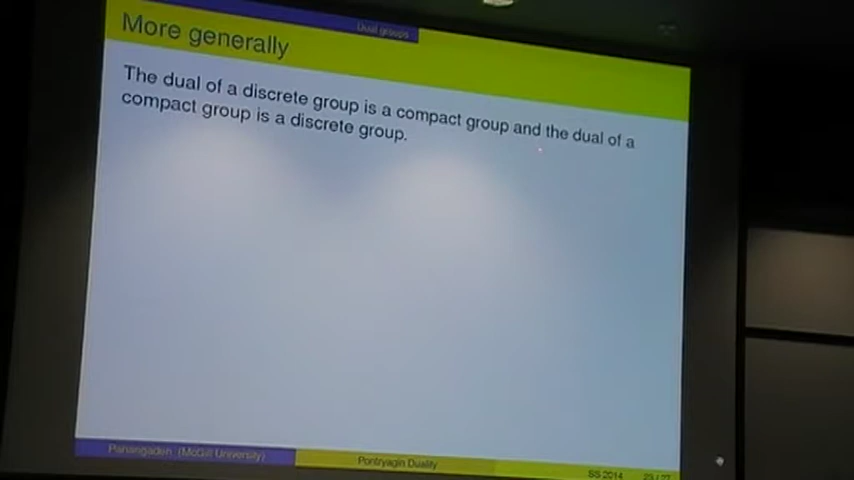 Dual groups
More generally
The dual of a discrete group is a compact group and the dual of a
compact group is a discrete group.
Panangaden (McGill University)
Pontryagin Duality
SS 2014